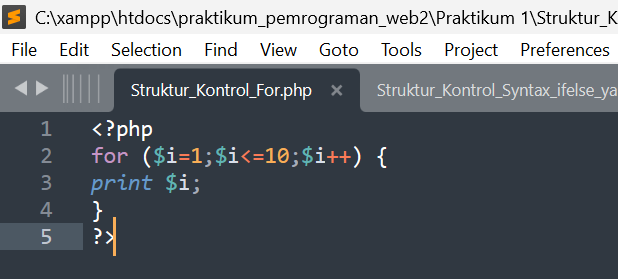 C:\xampp\htdocs\praktikum_pemrograman_web2\Praktikum 1\Struktur_K
File Edit Selection Find View Goto Tools Project Preferences
Struktur_Kontrol_For.php × Struktur_Kontrol_Syntax_ifelse_ya
1 <?php
2 for ($i=1;$i<=10;$i++) {
3 print $i;
4 }
5 ?>